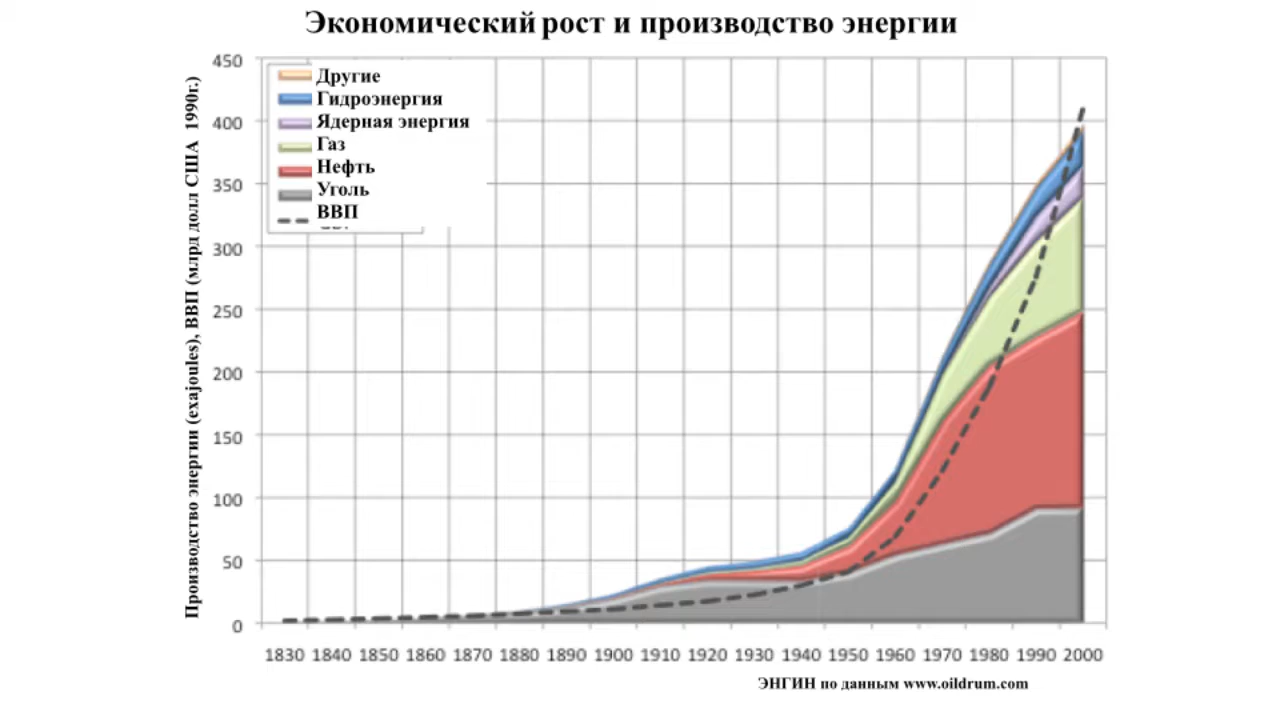 Экономический рост и производство энергии
Производство энергии (exajoules), ВВП (млрд долл США 1990г.)
450
400
350
300
250
200
150
100
50
0
Другие
Гидроэнергия
Ядерная энергия
Газ
Нефть
Уголь
ВВП
1830 1840 1850 1860 1870 1880 1890 1900 1910 1920 1930 1940 1950 1960 1970 1980 1990 2000
ЭНГИН по данным www.oildrum.com